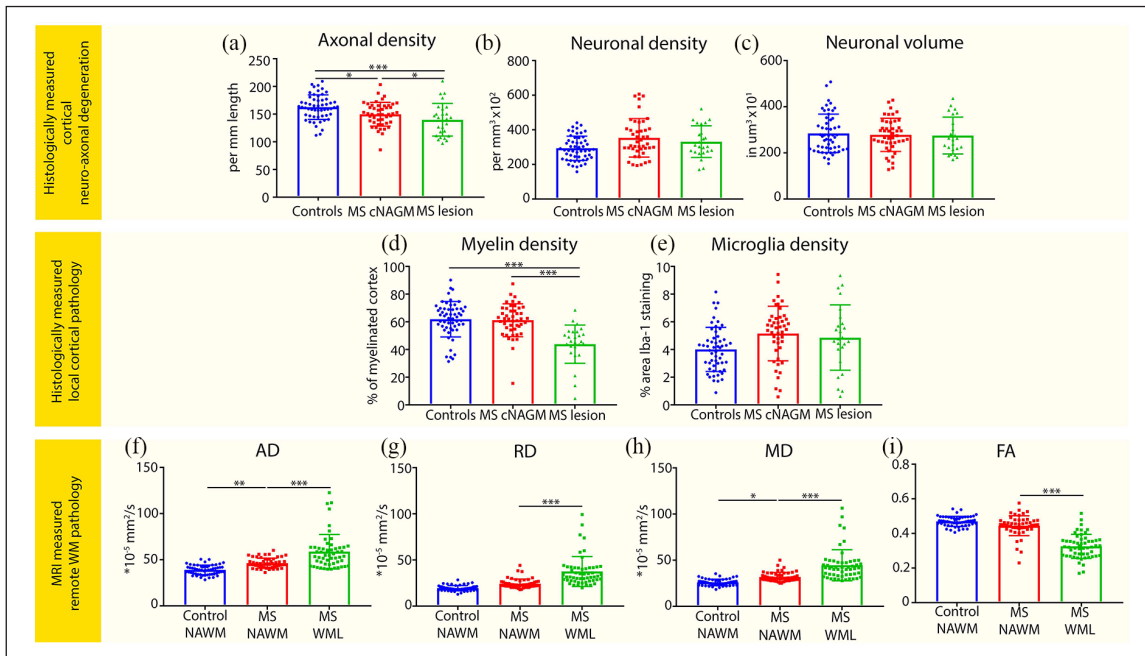 Histologically measured
cortical
neuro-axonal degeneration
(a)
Axonal density
***
*
*
per mm length
250
200
150
100
50
0
Controls MS cNAGM MS lesion
(b)
Neuronal density
per mm³ x10²
800
600
400
200
0
Controls MS cNAGM MS lesion
(c)
Neuronal volume
in um³ x10¹
600
400
200
0
Controls MS cNAGM MS lesion
Histologically measured
local cortical pathology
(d)
Myelin density
***
***
% of myelinated cortex
100
80
60
40
20
0
Controls MS cNAGM MS lesion
(e)
Microglia density
% area Iba-1 staining
10
8
6
4
2
0
Controls MS cNAGM MS lesion
MRI measured
remote WM pathology
(f)
AD
**
***
*10⁻⁵ mm²/s
150
100
50
0
Control MS MS
NAWM NAWM WML
(g)
RD
***
*10⁻⁵ mm²/s
150
100
50
0
Control MS MS
NAWM NAWM WML
(h)
MD
*
***
*10⁻⁵ mm²/s
150
100
50
0
Control MS MS
NAWM NAWM WML
(i)
FA
***
0.8
0.6
0.4
0.2
0
Control MS MS
NAWM NAWM WML